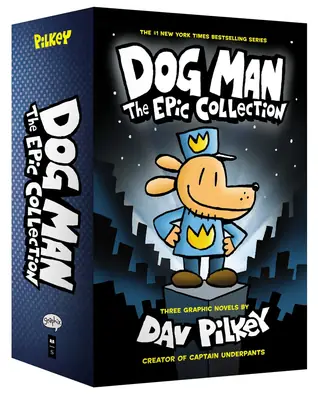 PILKEY
DOG MAN
THE EPIC COLLECTION
graphix
THE #1 NEW YORK TIMES BESTSELLING SERIES
DOG MAN
THE EPIC COLLECTION
THREE GRAPHIC NOVELS BY
DAV PILKEY
CREATOR OF CAPTAIN UNDERPANTS